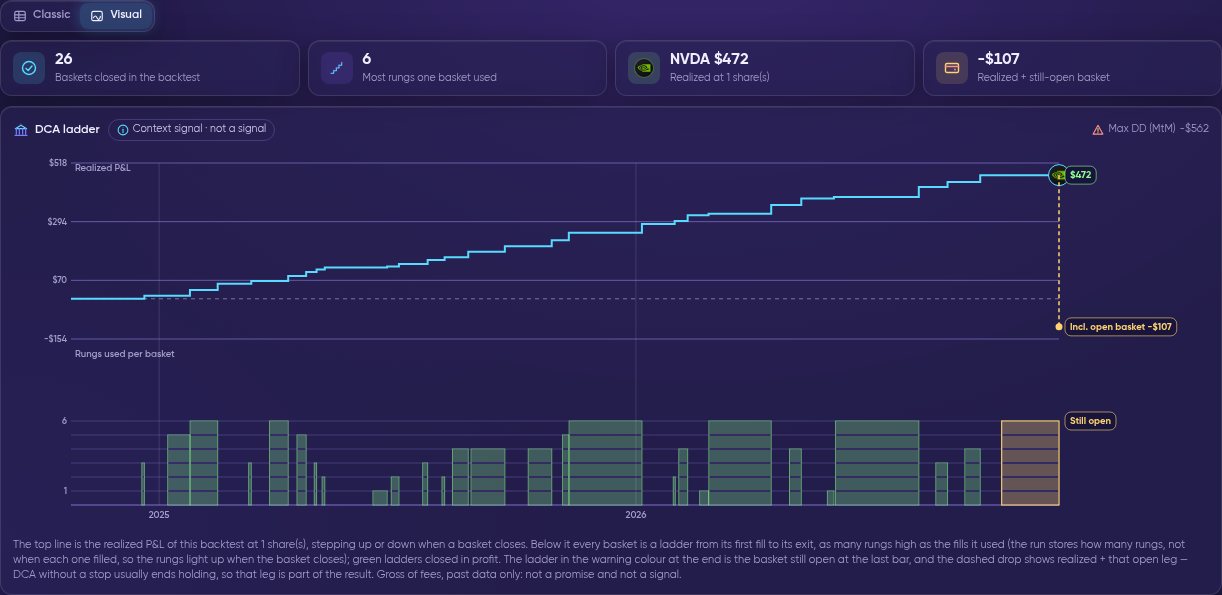 Classic
Visual
26
Baskets closed in the backtest
6
Most rungs one basket used
NVDA $472
Realized at 1 share(s)
-$107
Realized + still-open basket
DCA ladder
Context signal · not a signal
Max DD (MtM) -$562
$518
Realized P&L
$472
$294
$70
Incl. open basket -$107
-$154
Rungs used per basket
6
Still open
1
2025
2026
The top line is the realized P&L of this backtest at 1 share(s), stepping up or down when a basket closes. Below it every basket is a ladder from its first fill to its exit, as many rungs high as the fills it used (the run stores how many rungs, not
when each one filled, so the rungs light up when the basket closes); green ladders closed in profit. The ladder in the warning colour at the end is the basket still open at the last bar, and the dashed drop shows realized + that open leg —
DCA without a stop usually ends holding, so that leg is part of the result. Gross of fees, past data only: not a promise and not a signal.